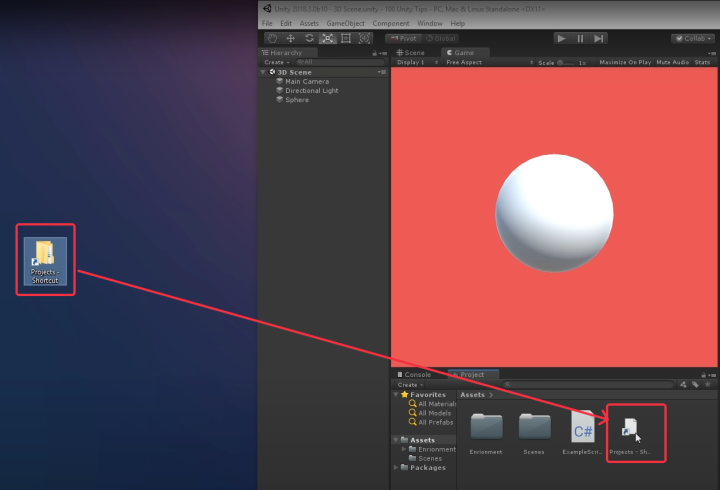 Unity 2018.3.0b10 - 3D Scene.unity - 100 Unity Tips - PC, Mac & Linux Standalone <DX11>
File Edit Assets GameObject Component Window Help
Pivot Global Collab
Hierarchy Scene Game
Create All Display 1 Free Aspect Scale 1x Maximize On Play Mute Audio Stats
3D Scene
Main Camera
Directional Light
Sphere
Projects -
Shortcut
Console Project
Create
Favorites Assets
All Materials
All Models
All Prefabs
C#
Assets
Enrionment
Scenes
Packages
Enrionment Scenes ExampleScri... Projects - Sh...